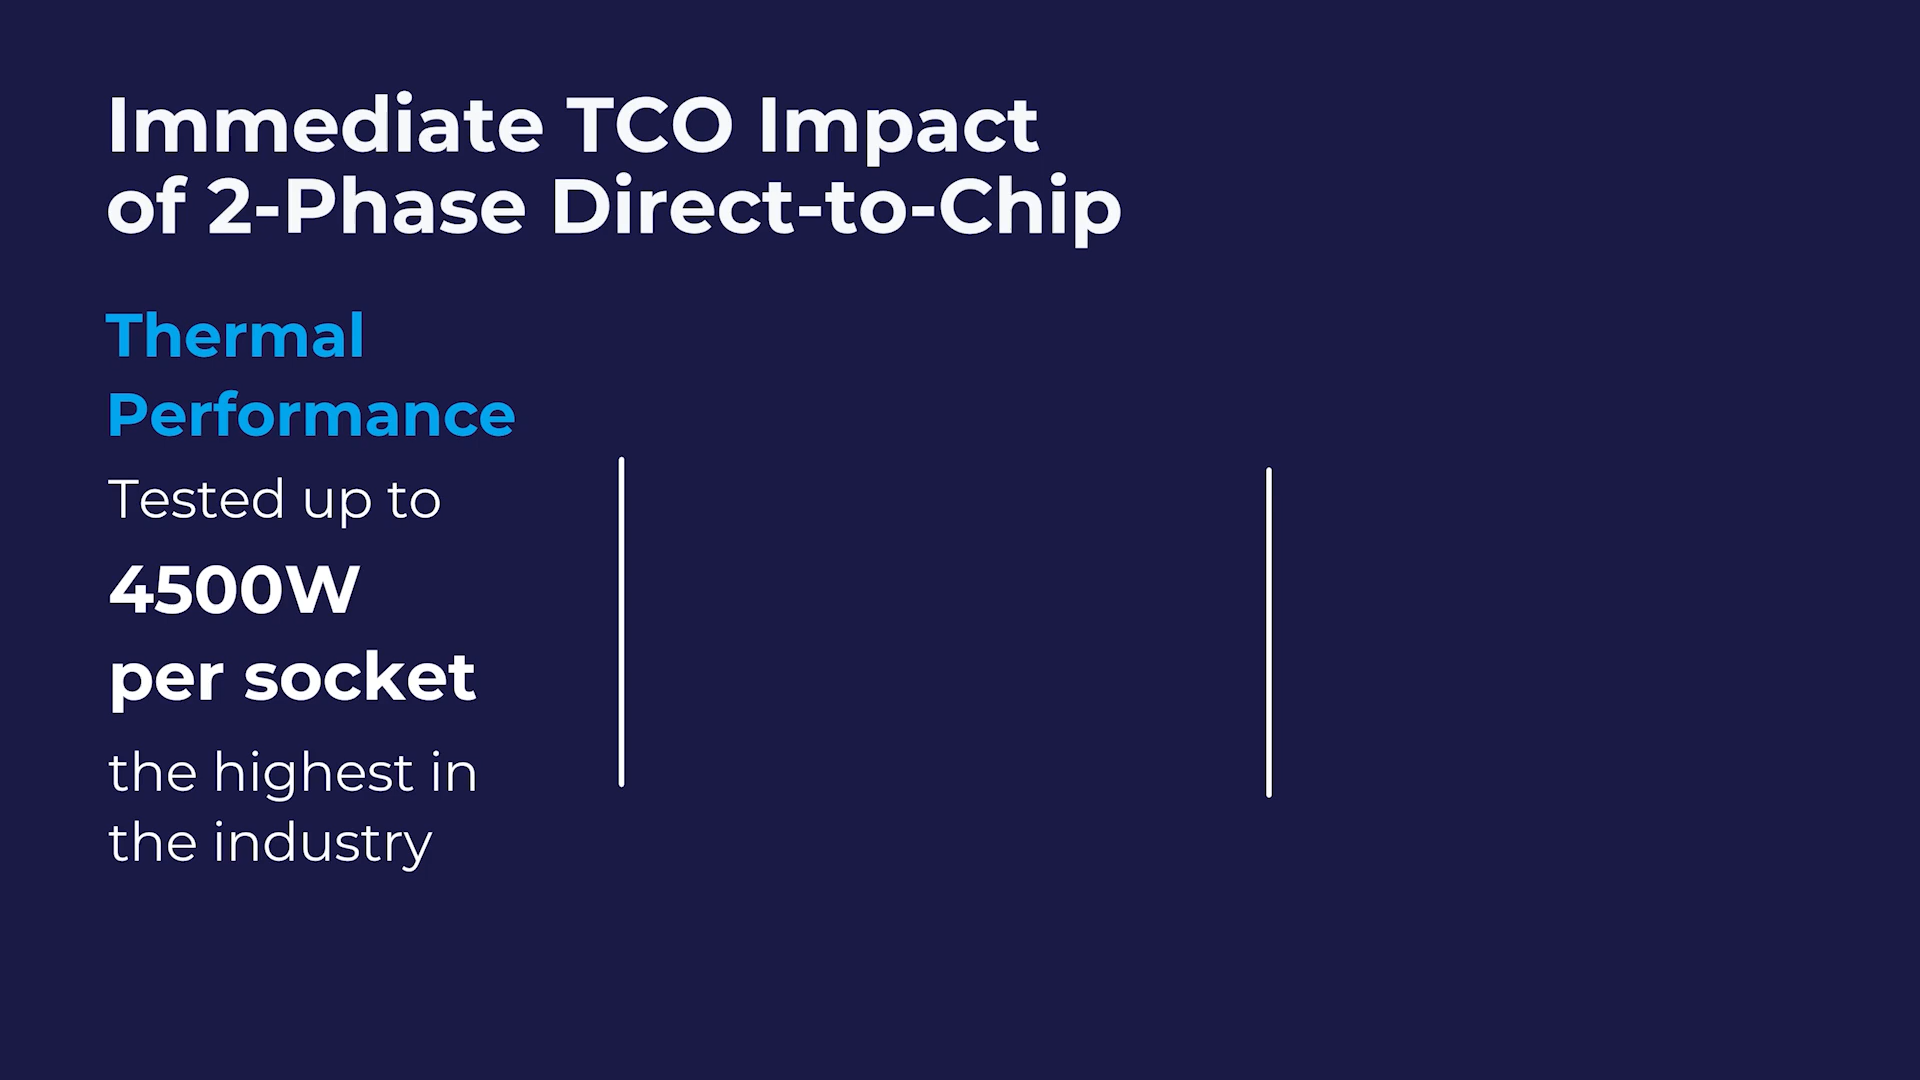 Immediate TCO Impact
of 2-Phase Direct-to-Chip
Thermal
Performance
Tested up to
4500W
per socket
the highest in
the industry